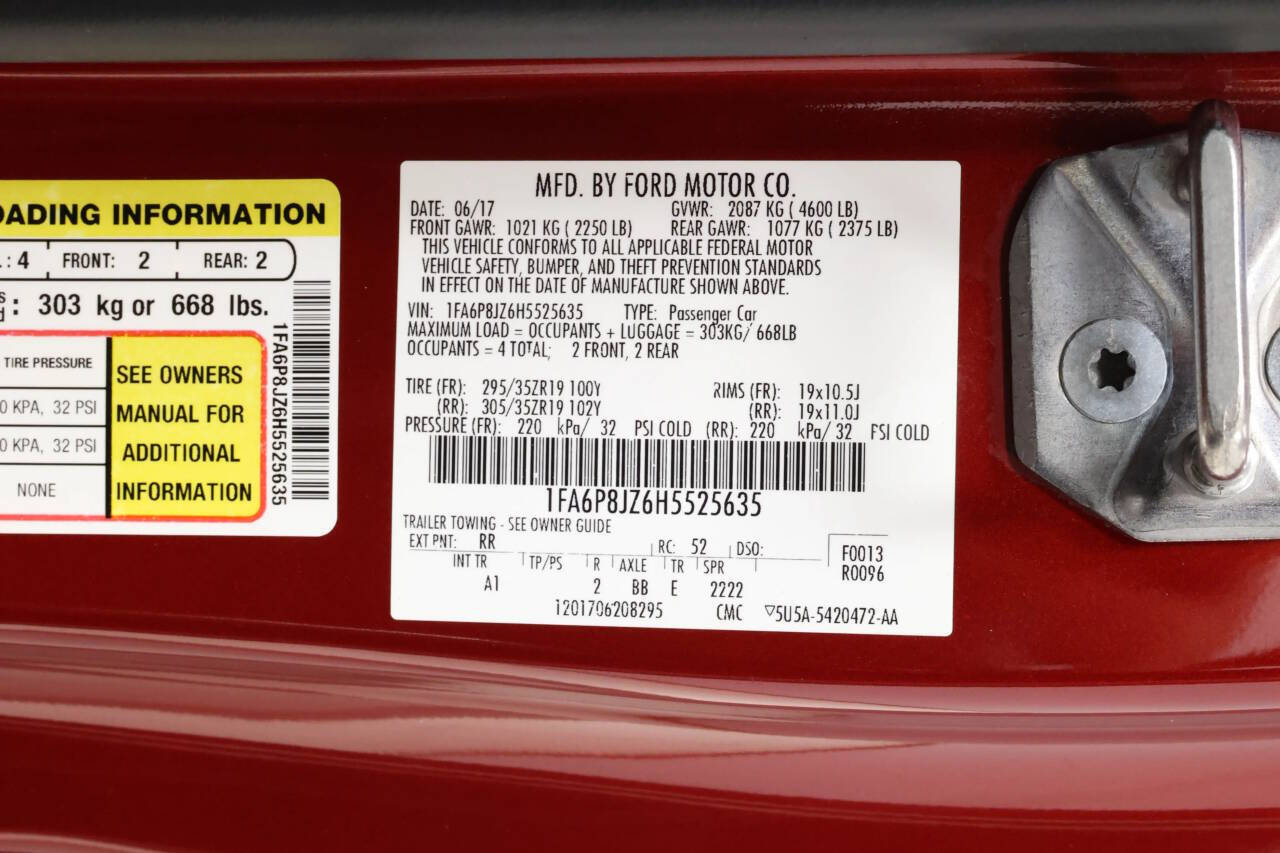 OADING INFORMATION
: 4 FRONT: 2 REAR: 2
: 303 kg or 668 lbs.
TIRE PRESSURE
0 KPA, 32 PSI
0 KPA, 32 PSI
NONE
SEE OWNERS
MANUAL FOR
ADDITIONAL
INFORMATION
1FA6P8JZ6H5525635
MFD. BY FORD MOTOR CO.
DATE: 06/17 GVWR: 2087 KG ( 4600 LB)
FRONT GAWR: 1021 KG ( 2250 LB) REAR GAWR: 1077 KG ( 2375 LB)
THIS VEHICLE CONFORMS TO ALL APPLICABLE FEDERAL MOTOR
VEHICLE SAFETY, BUMPER, AND THEFT PREVENTION STANDARDS
IN EFFECT ON THE DATE OF MANUFACTURE SHOWN ABOVE.
VIN: 1FA6P8JZ6H5525635 TYPE: Passenger Car
MAXIMUM LOAD = OCCUPANTS + LUGGAGE = 303KG/ 668LB
OCCUPANTS = 4 TOTAL; 2 FRONT, 2 REAR
TIRE (FR): 295/35ZR19 100Y RIMS (FR): 19x10.5J
(RR): 305/35ZR19 102Y (RR): 19x11.0J
PRESSURE (FR): 220 kPa/ 32 PSI COLD (RR): 220 kPa/ 32 PSI COLD
1FA6P8JZ6H5525635
TRAILER TOWING - SEE OWNER GUIDE
EXT PNT: RR RC: 52 DSO: F0013
R0096
INT TR TP/PS R AXLE TR SPR
A1 2 BB E 2222
1201706208295 CMC ▽5U5A-5420472-AA